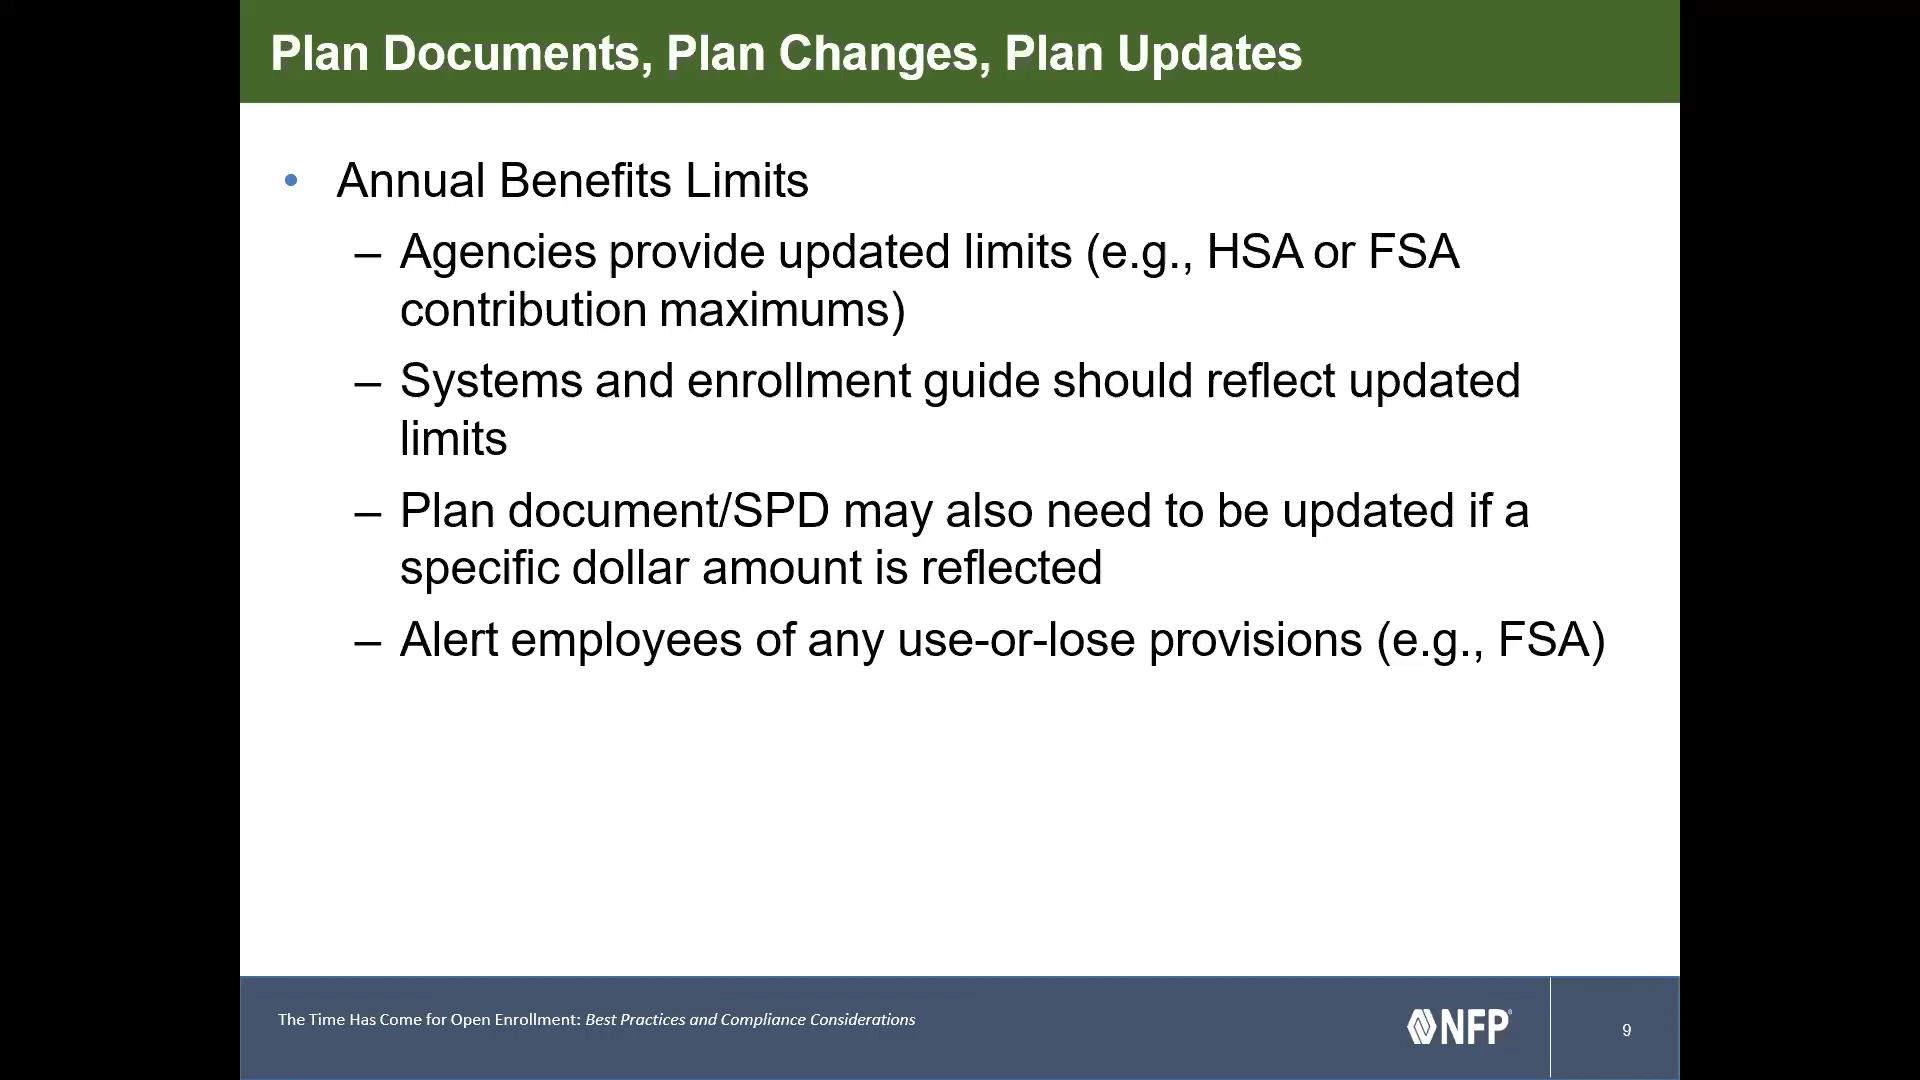 Plan Documents, Plan Changes, Plan Updates
• Annual Benefits Limits
– Agencies provide updated limits (e.g., HSA or FSA
contribution maximums)
– Systems and enrollment guide should reflect updated
limits
– Plan document/SPD may also need to be updated if a
specific dollar amount is reflected
– Alert employees of any use-or-lose provisions (e.g., FSA)
The Time Has Come for Open Enrollment: Best Practices and Compliance Considerations
NFP®
9